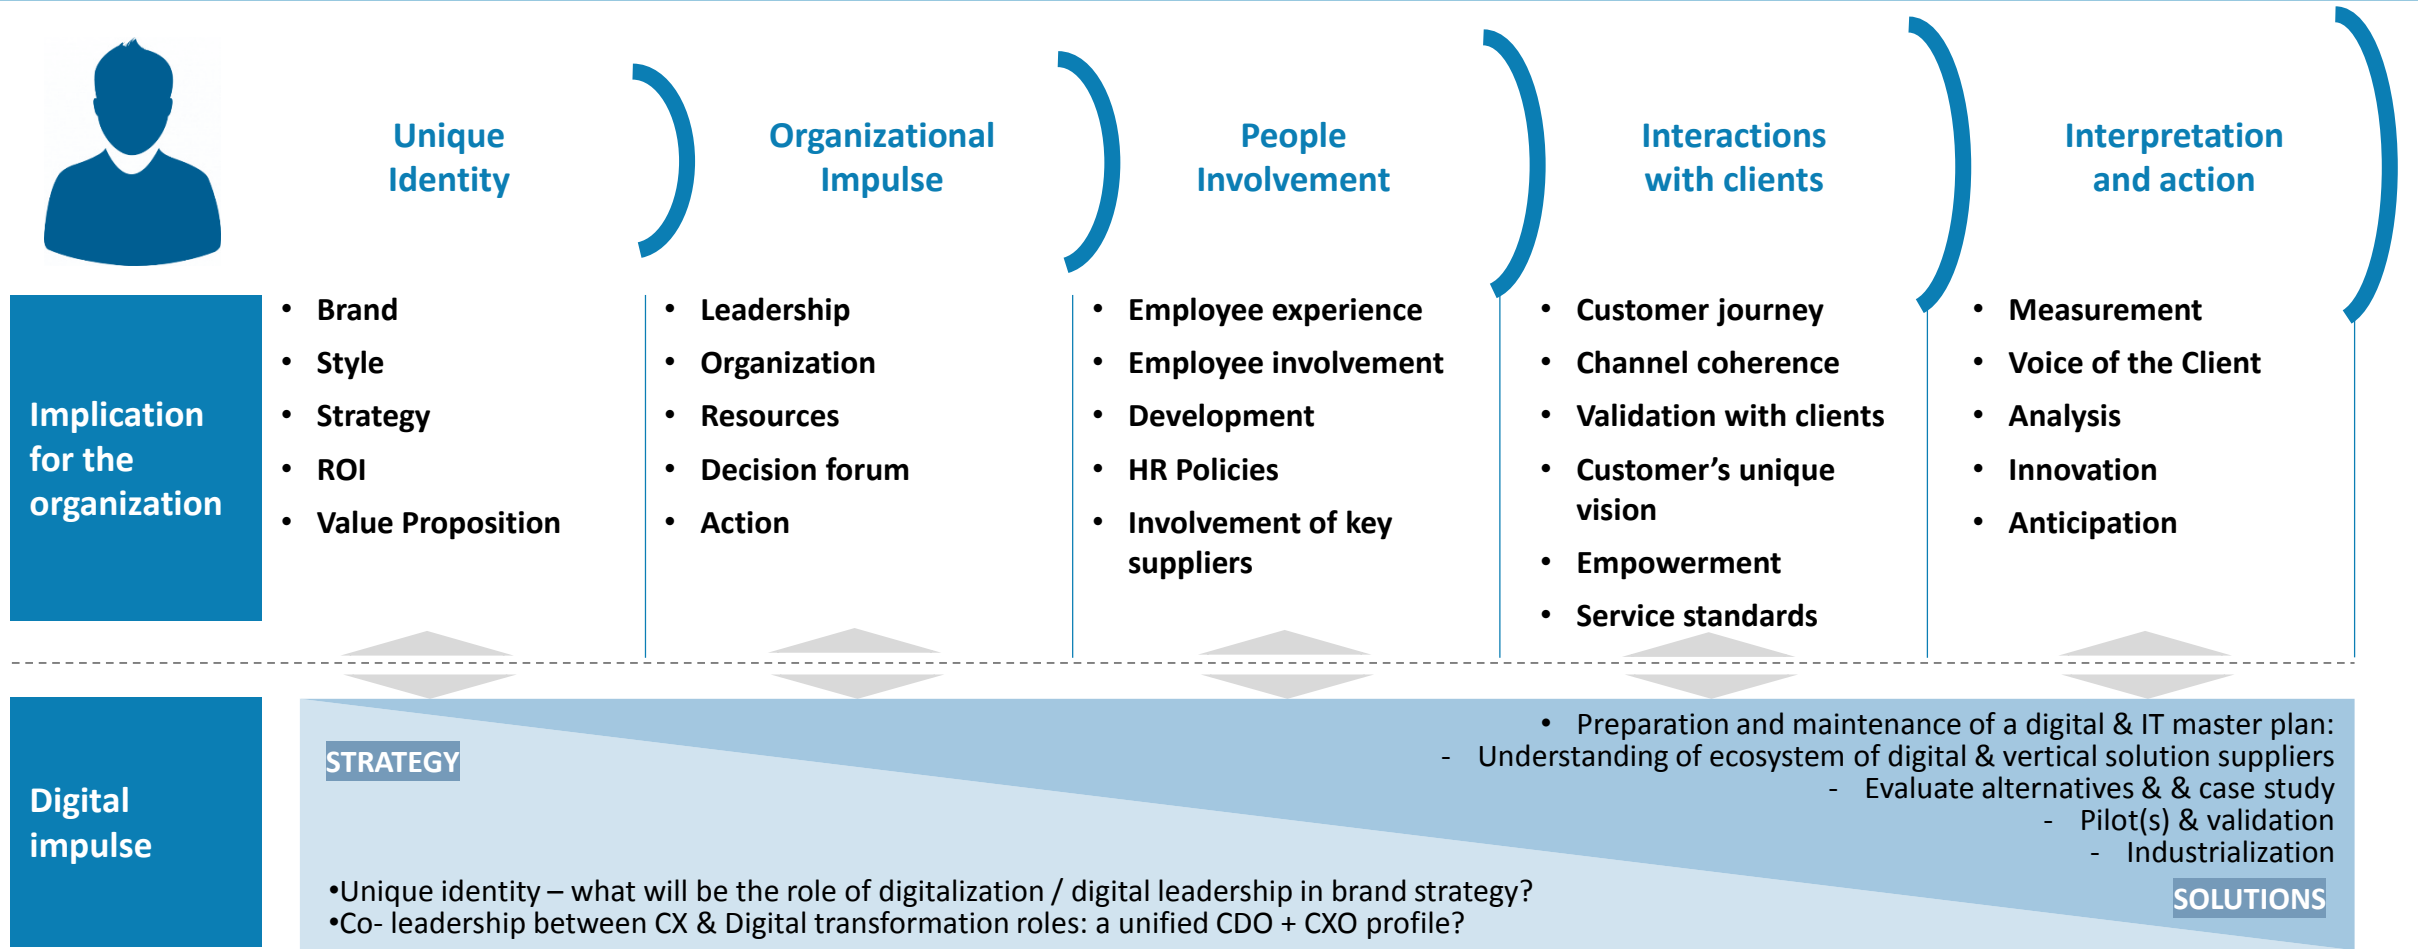 Unique
Identity
Organizational
Impulse
People
Involvement
Interactions
with clients
Interpretation
and action
Implication
for the
organization
• Brand
• Style
• Strategy
• ROI
• Value Proposition
• Leadership
• Organization
• Resources
• Decision forum
• Action
• Employee experience
• Employee involvement
• Development
• HR Policies
• Involvement of key
suppliers
• Customer journey
• Channel coherence
• Validation with clients
• Customer’s unique
vision
• Empowerment
• Service standards
• Measurement
• Voice of the Client
• Analysis
• Innovation
• Anticipation
Digital
impulse
STRATEGY
• Preparation and maintenance of a digital & IT master plan:
- Understanding of ecosystem of digital & vertical solution suppliers
- Evaluate alternatives & & case study
- Pilot(s) & validation
- Industrialization
SOLUTIONS
•Unique identity – what will be the role of digitalization / digital leadership in brand strategy?
•Co- leadership between CX & Digital transformation roles: a unified CDO + CXO profile?